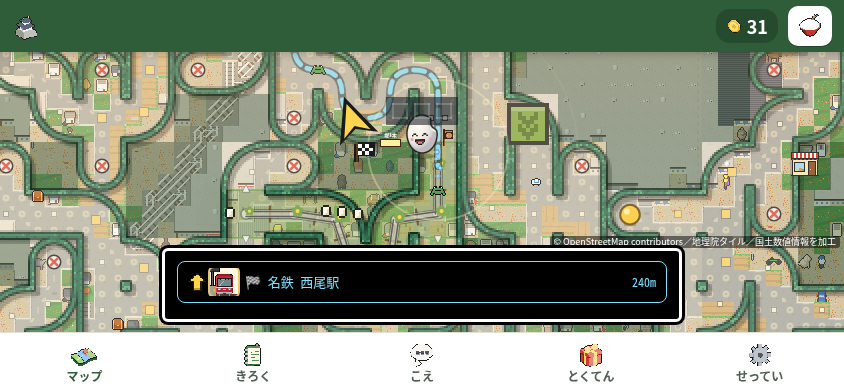 31
© OpenStreetMap contributors／地理院タイル／国土数値情報を加工
名鉄 西尾駅
240m
マップ
きろく
こえ
とくてん
せってい